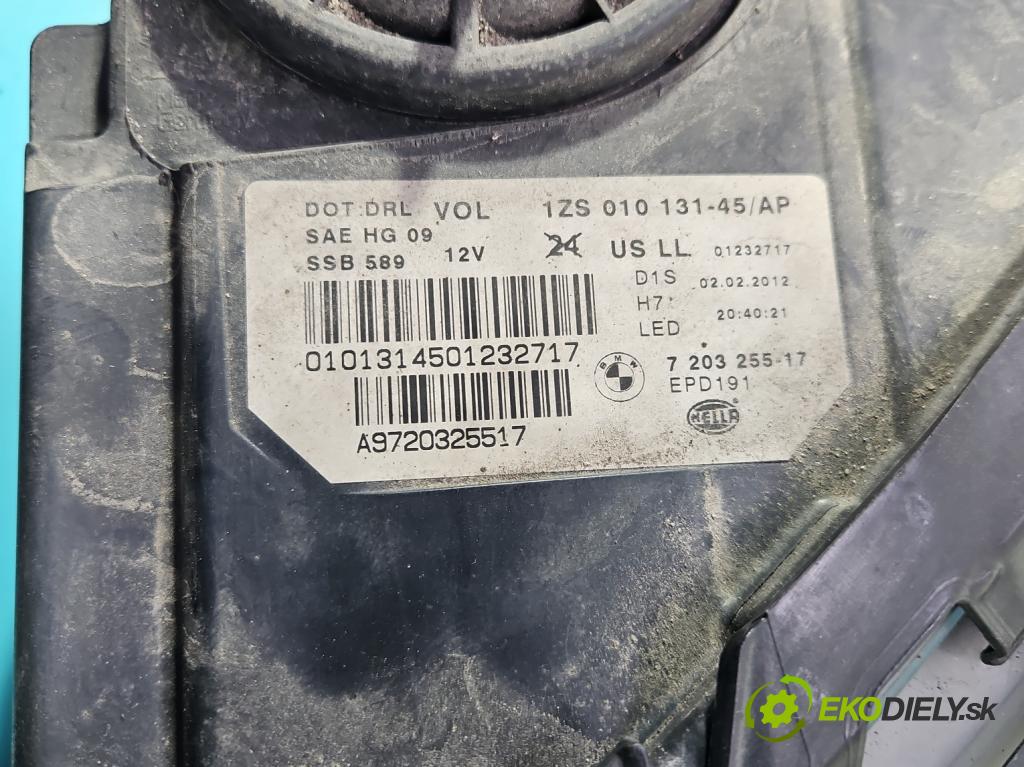 DOT:DRL VOL 1ZS 010 131-45/AP
SAE HG 09
SSB 589 12V 24 US LL 01232717
D1S 02.02.2012
H7
LED 20:40:21
0101314501232717
BMW 7 203 255-17
EPD191
HELLA
A9720325517
EKODIELY.sk